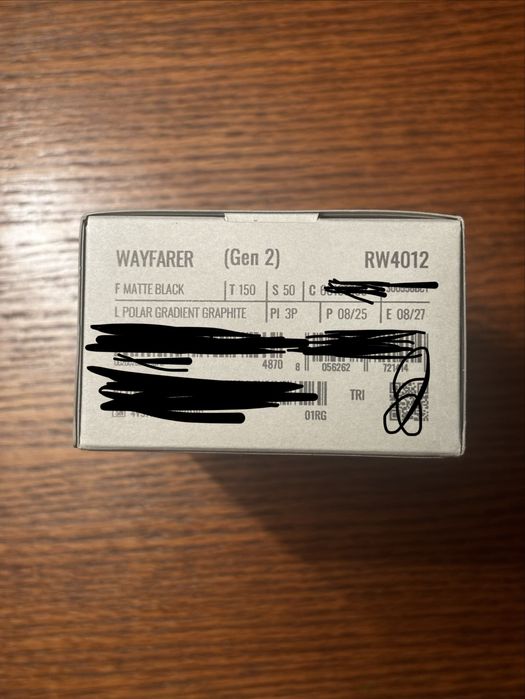 WAYFARER (Gen 2) RW4012
F MATTE BLACK T 150 S 50 C
L POLAR GRADIENT GRAPHITE PI 3P P 08/25 E 08/27
4870 8 056262
01RG TRI